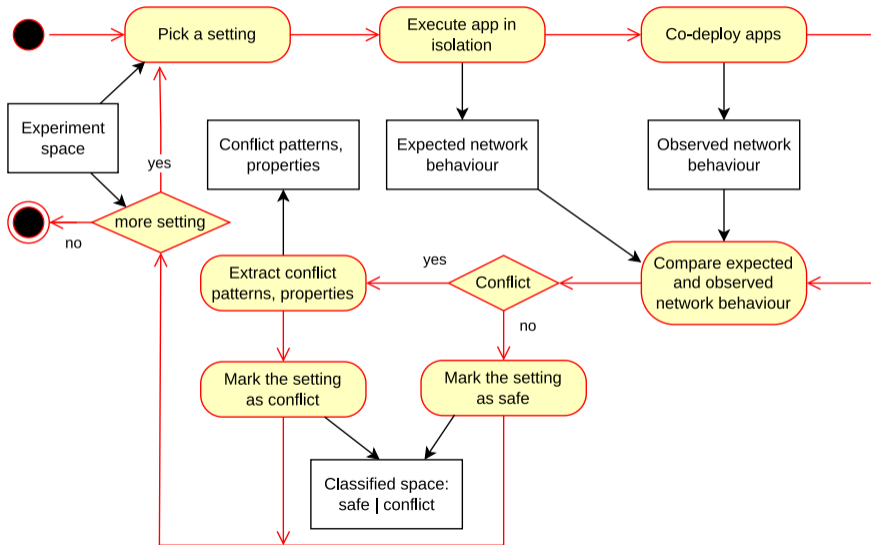 Pick a setting
Execute app in
isolation
Co-deploy apps
Experiment
space
yes
Conflict patterns,
properties
Expected network
behaviour
Observed network
behaviour
more setting
no
Extract conflict
patterns, properties
yes
Conflict
no
Compare expected
and observed
network behaviour
Mark the setting
as conflict
Mark the setting
as safe
Classified space:
safe | conflict